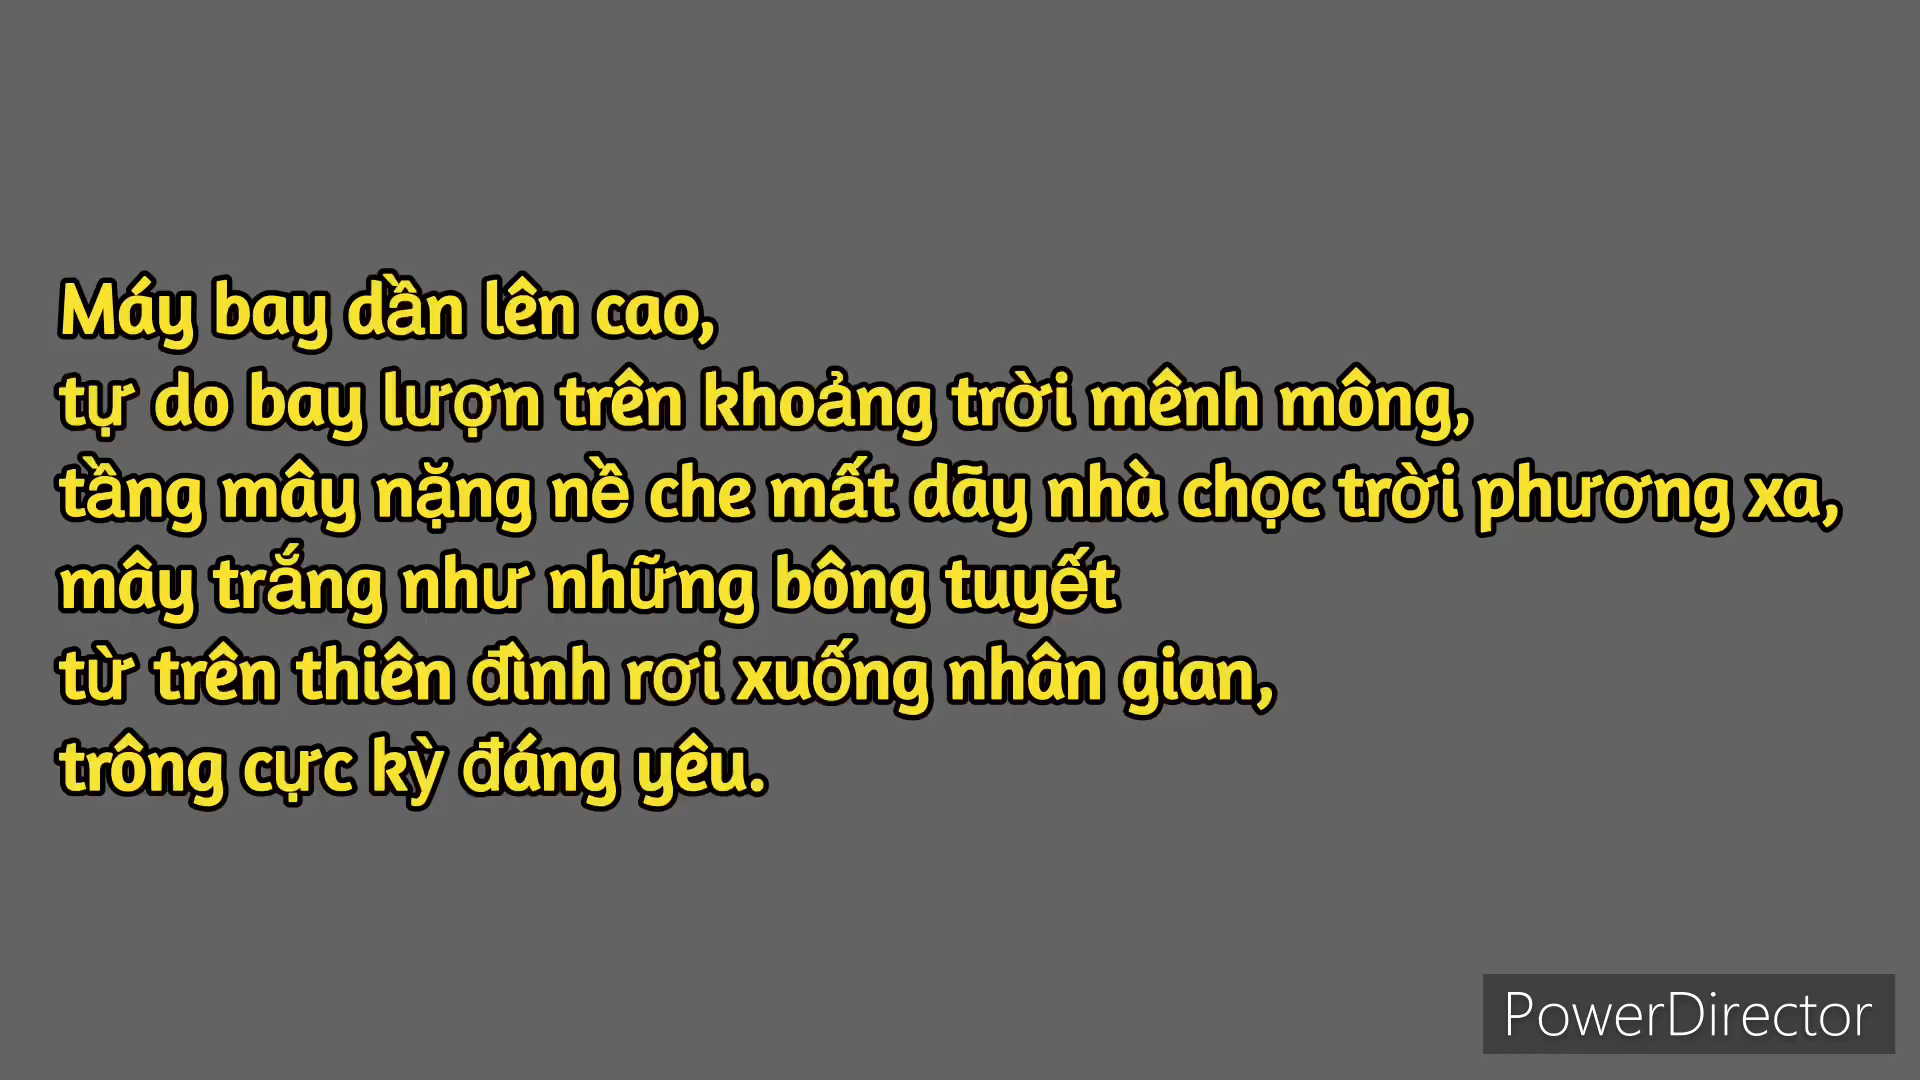 Máy bay dần lên cao,
tự do bay lượn trên khoảng trời mênh mông,
tầng mây nặng nề che mất dãy nhà chọc trời phương xa,
mây trắng như những bông tuyết
từ trên thiên đình rơi xuống nhân gian,
trông cực kỳ đáng yêu.
PowerDirector